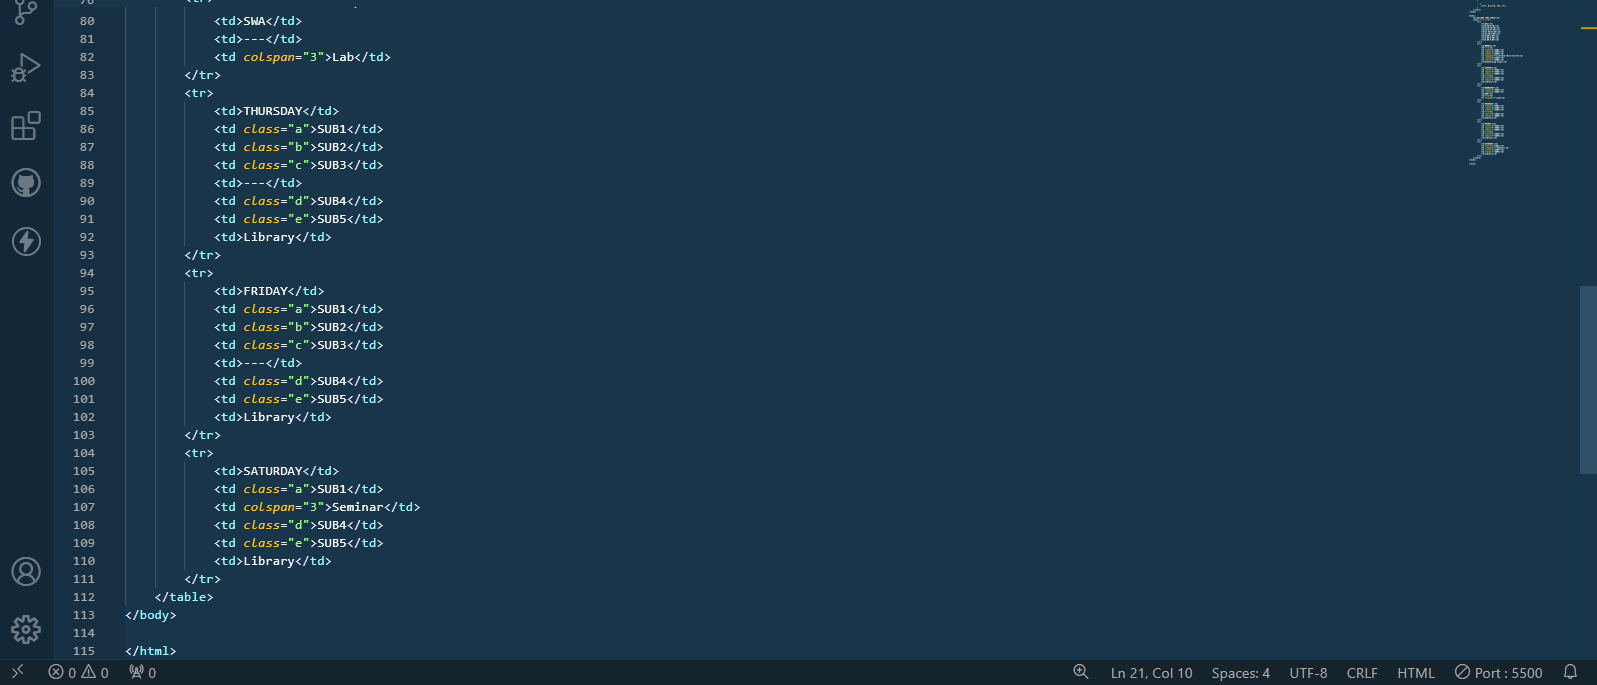 80 <td>SWA</td>
81 <td>---</td>
82 <td colspan="3">Lab</td>
83 </tr>
84 <tr>
85 <td>THURSDAY</td>
86 <td class="a">SUB1</td>
87 <td class="b">SUB2</td>
88 <td class="c">SUB3</td>
89 <td>---</td>
90 <td class="d">SUB4</td>
91 <td class="e">SUB5</td>
92 <td>Library</td>
93 </tr>
94 <tr>
95 <td>FRIDAY</td>
96 <td class="a">SUB1</td>
97 <td class="b">SUB2</td>
98 <td class="c">SUB3</td>
99 <td>---</td>
100 <td class="d">SUB4</td>
101 <td class="e">SUB5</td>
102 <td>Library</td>
103 </tr>
104 <tr>
105 <td>SATURDAY</td>
106 <td class="a">SUB1</td>
107 <td colspan="3">Seminar</td>
108 <td class="d">SUB4</td>
109 <td class="e">SUB5</td>
110 <td>Library</td>
111 </tr>
112 </table>
113 </body>
114
115 </html>
0 0 0 Ln 21, Col 10 Spaces: 4 UTF-8 CRLF HTML Port : 5500